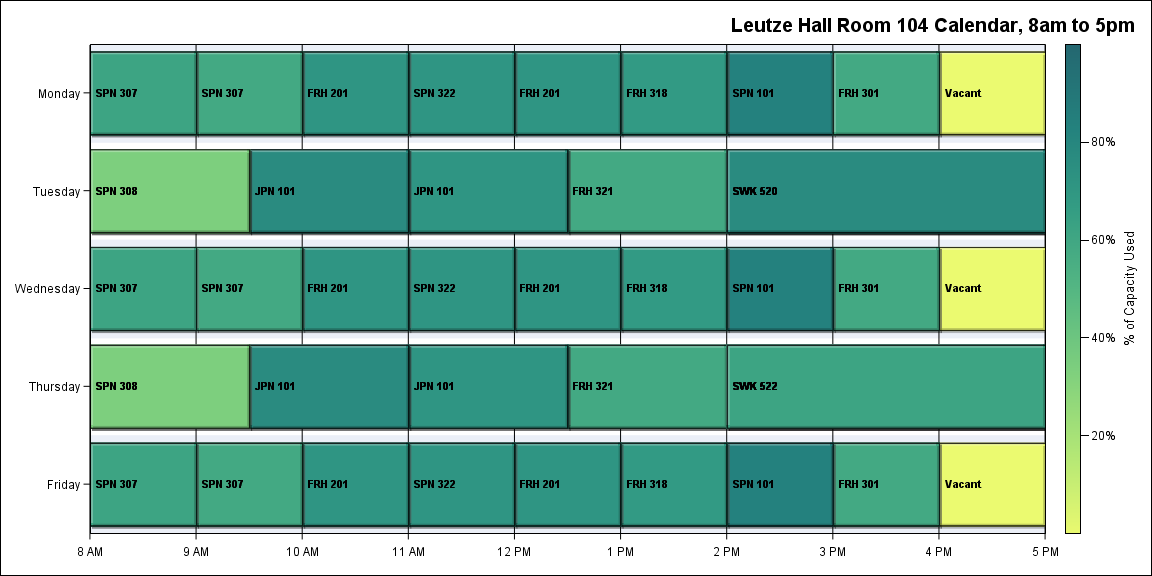 Leutze Hall Room 104 Calendar, 8am to 5pm
Monday
SPN 307
SPN 307
FRH 201
SPN 322
FRH 201
FRH 318
SPN 101
FRH 301
Vacant
Tuesday
SPN 308
JPN 101
JPN 101
FRH 321
SWK 520
Wednesday
SPN 307
SPN 307
FRH 201
SPN 322
FRH 201
FRH 318
SPN 101
FRH 301
Vacant
Thursday
SPN 308
JPN 101
JPN 101
FRH 321
SWK 522
Friday
SPN 307
SPN 307
FRH 201
SPN 322
FRH 201
FRH 318
SPN 101
FRH 301
Vacant
8 AM
9 AM
10 AM
11 AM
12 PM
1 PM
2 PM
3 PM
4 PM
5 PM
80%
60%
40%
20%
% of Capacity Used